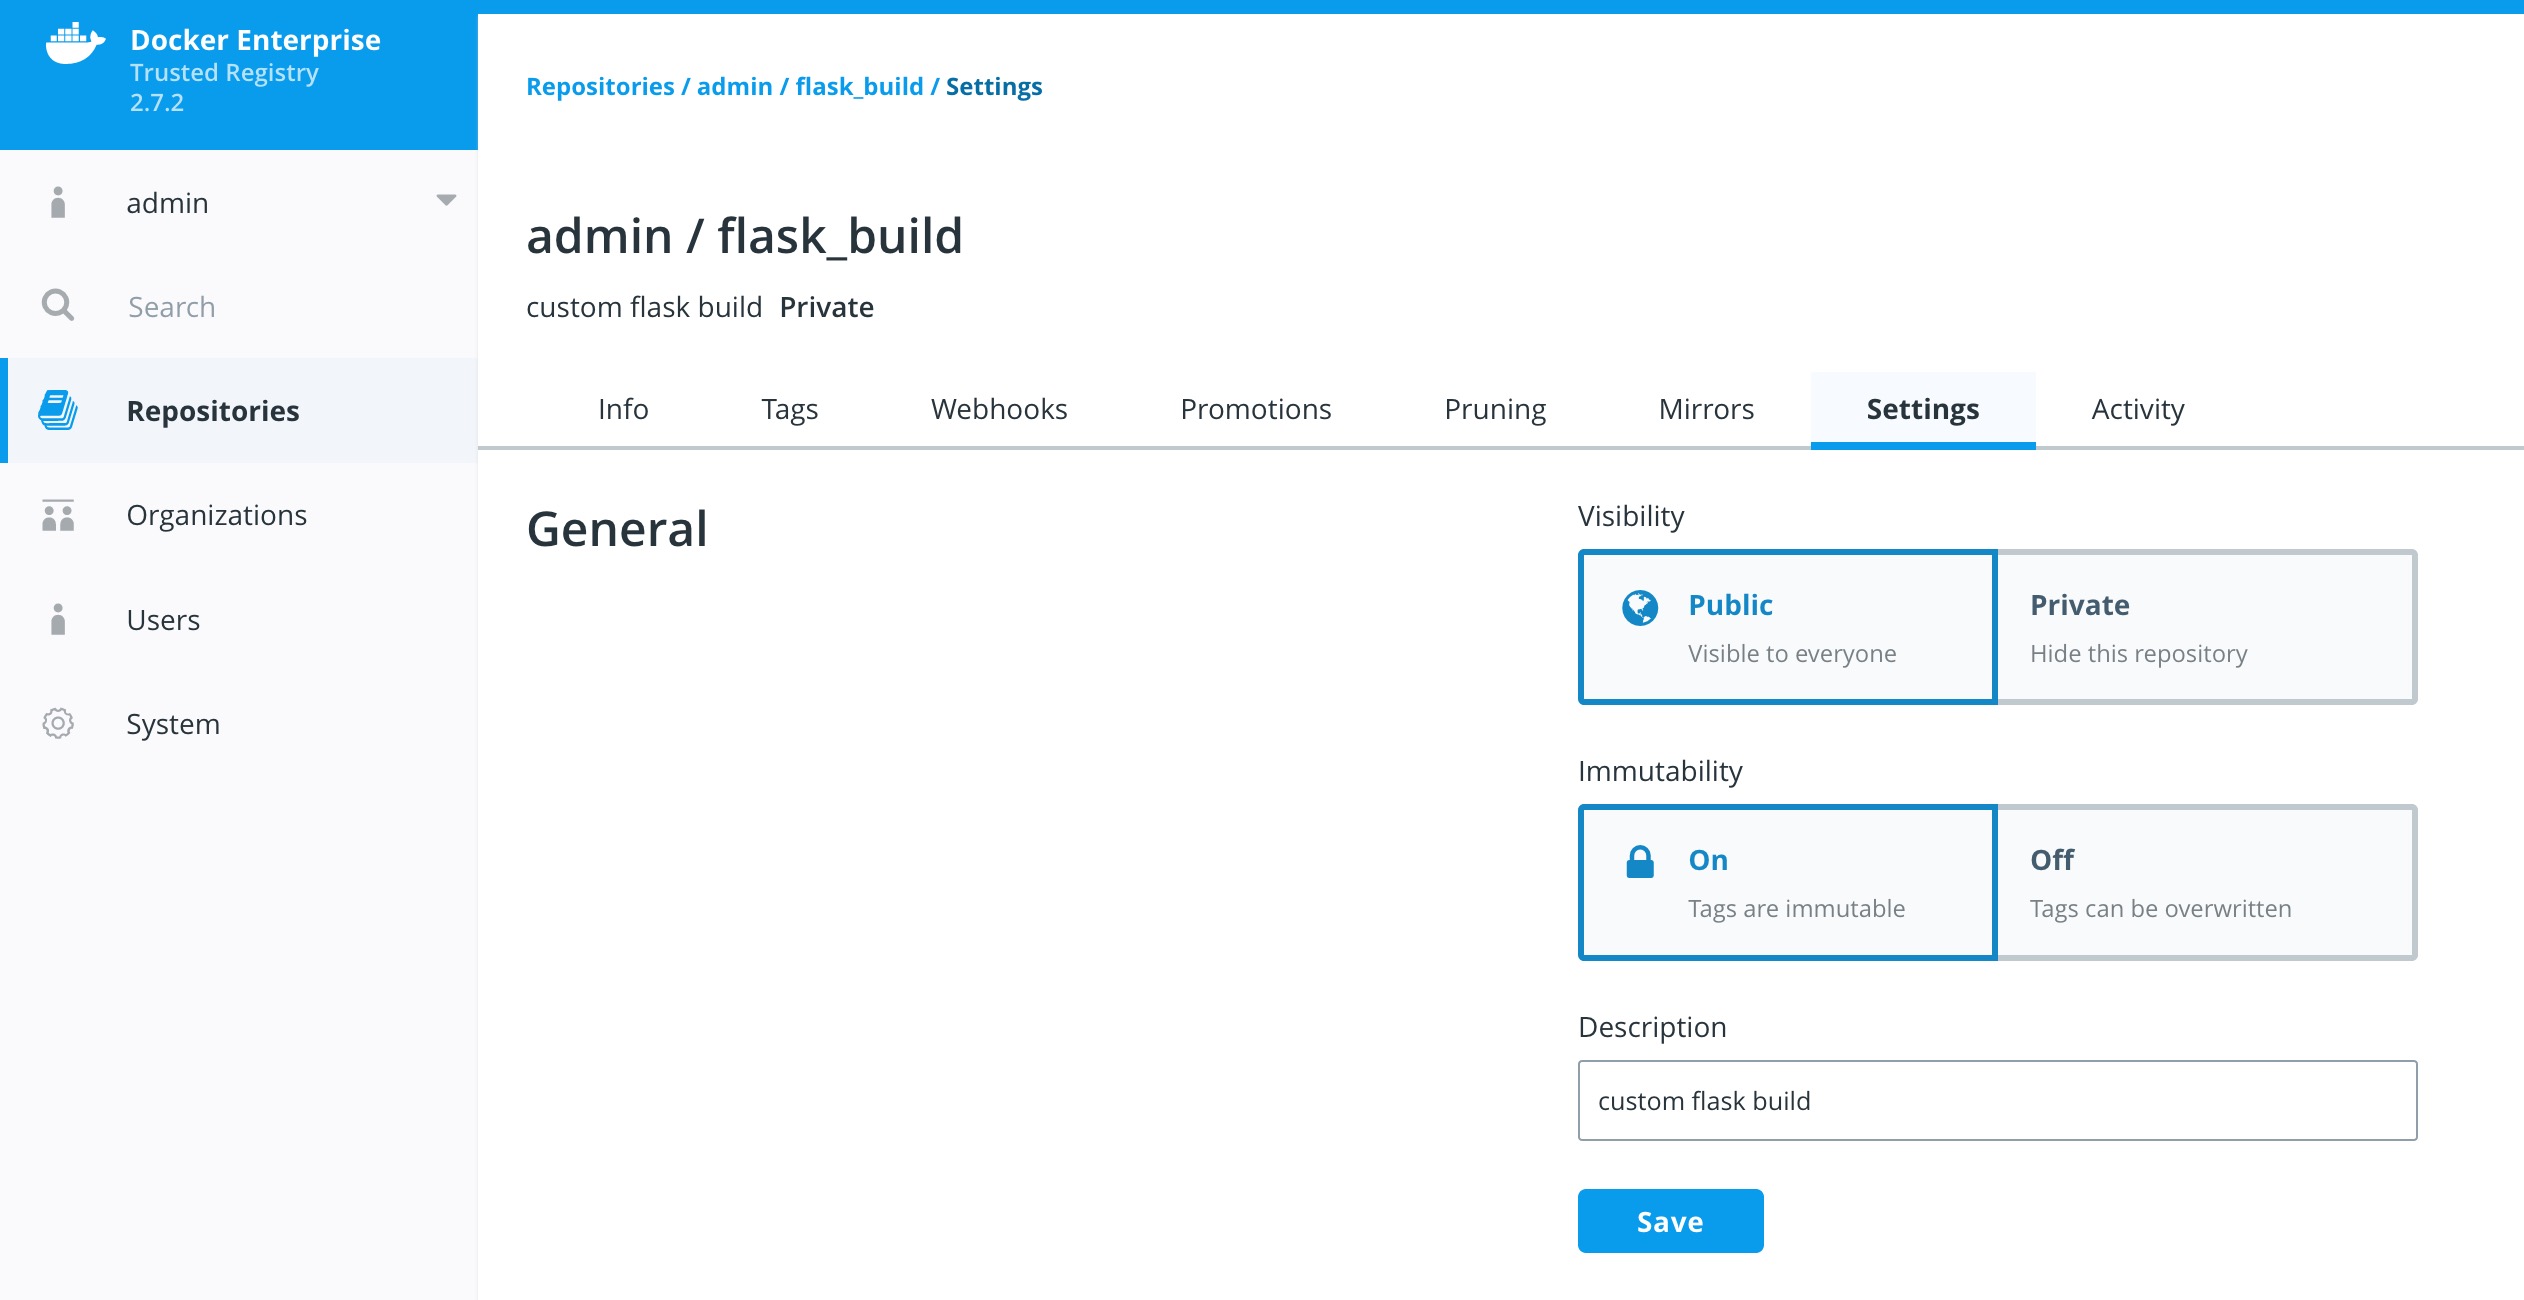 Docker Enterprise
Trusted Registry
2.7.2
admin
Search
Repositories
Organizations
Users
System
Repositories / admin / flask_build / Settings
admin / flask_build
custom flask build Private
Info Tags Webhooks Promotions Pruning Mirrors Settings Activity
General
Visibility
Public Private
Visible to everyone Hide this repository
Immutability
On Off
Tags are immutable Tags can be overwritten
Description
custom flask build
Save